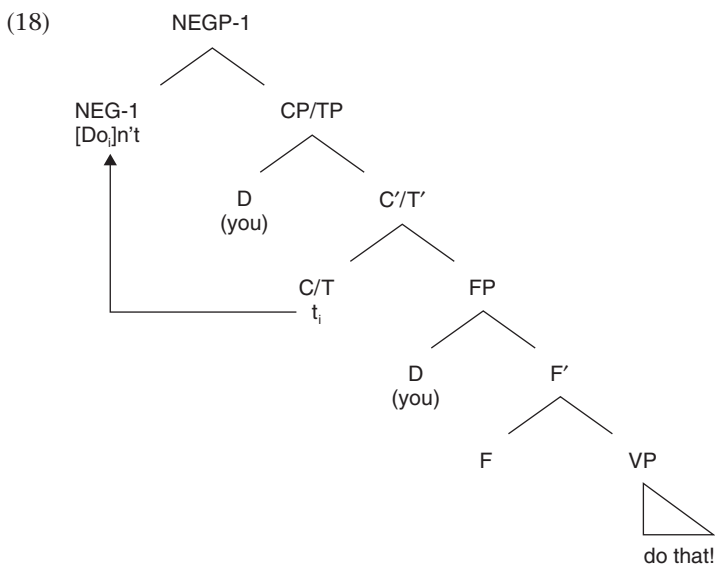 (18) NEGP-1
NEG-1 CP/TP
[Doᵢ]n't
D C′/T′
(you)
C/T FP
tᵢ
D F′
(you)
F VP
do that!